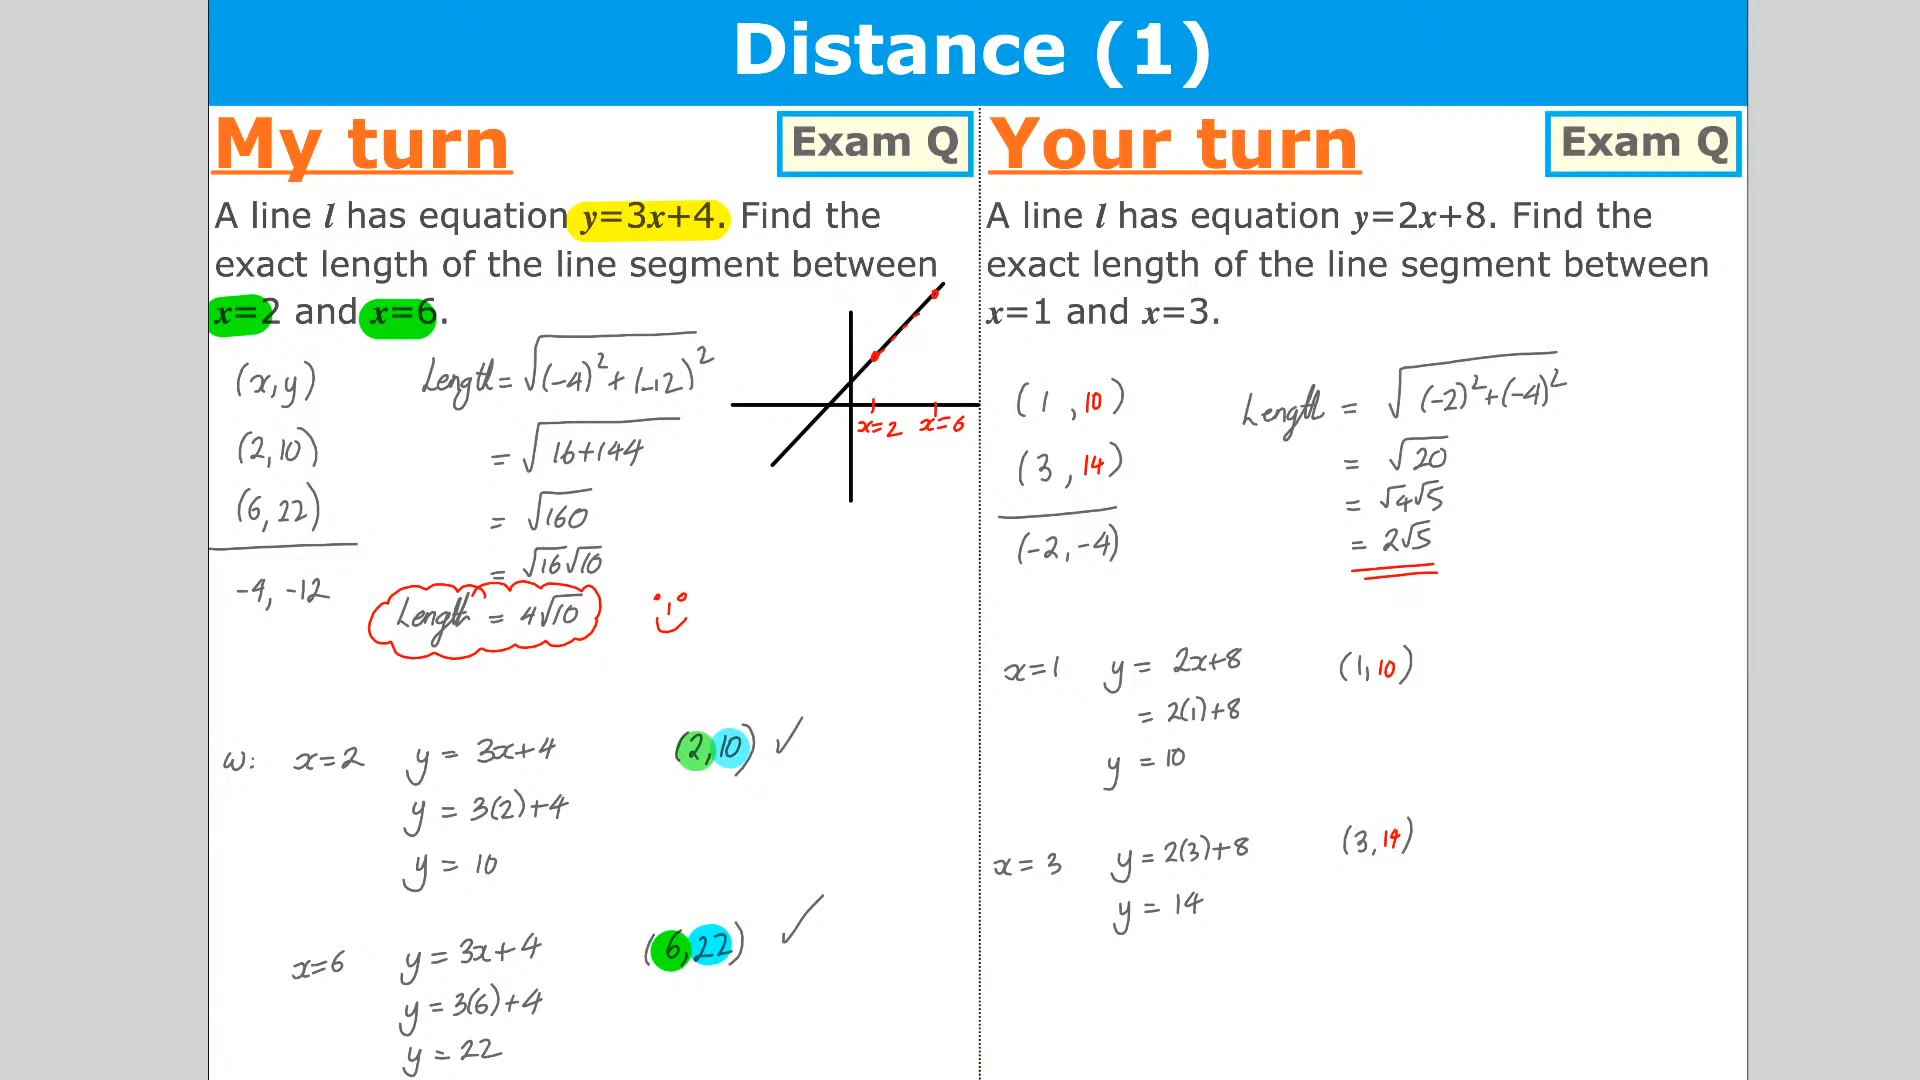 Distance (1)
My turn
Exam Q
A line l has equation y=3x+4. Find the
exact length of the line segment between
x=2 and x=6.
(x,y)
(2,10)
(6,22)
-4, -12
Length = √(-4)²+(-12)²
= √16+144
= √160
= √16√10
Length = 4√10
x=2
x=6
ω: x=2 y = 3x+4 (2,10) ✓
y = 3(2)+4
y = 10
x=6 y = 3x+4 (6,22) ✓
y = 3(6)+4
y = 22
Your turn
Exam Q
A line l has equation y=2x+8. Find the
exact length of the line segment between
x=1 and x=3.
(1,10)
(3,14)
(-2,-4)
Length = √(-2)²+(-4)²
= √20
= √4√5
= 2√5
x=1 y = 2x+8 (1,10)
= 2(1)+8
y = 10
x=3 y = 2(3)+8 (3,14)
y = 14